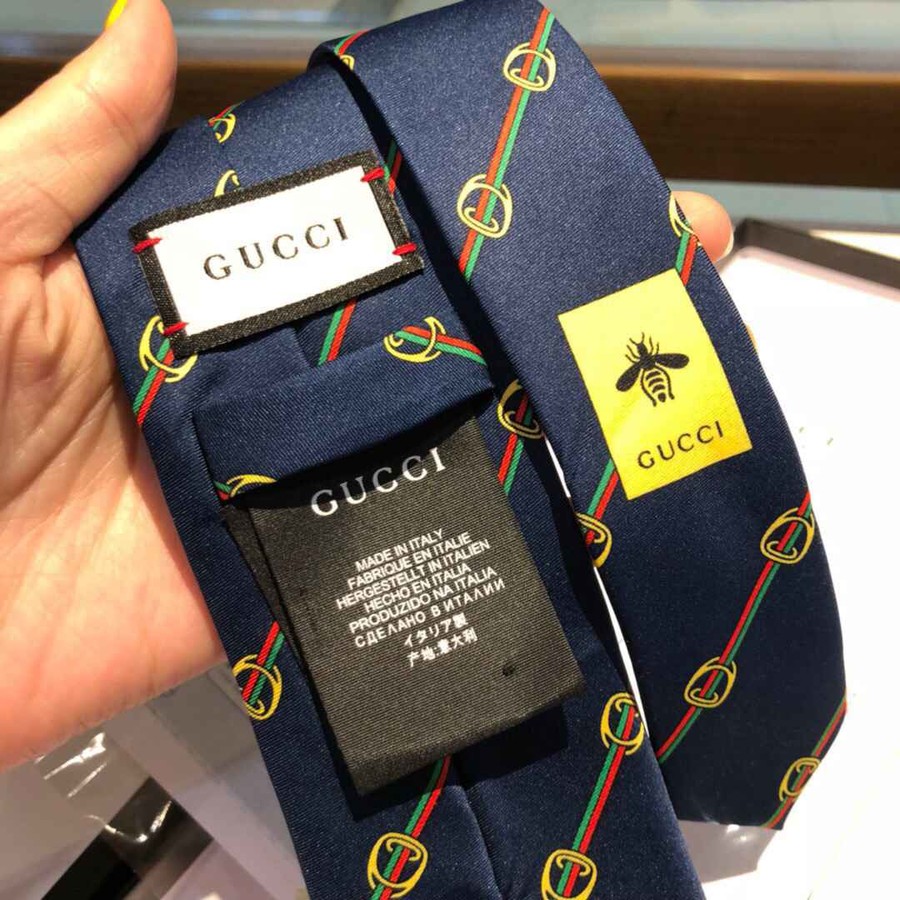 GUCCI
GUCCI
GUCCI
MADE IN ITALY
FABRIQUE EN ITALIE
HERGESTELLT IN ITALIEN
HECHO EN ITALIA
PRODUZIDO NA ITALIA
СДЕЛАНО В ИТАЛИИ
イタリア製
产地:意大利